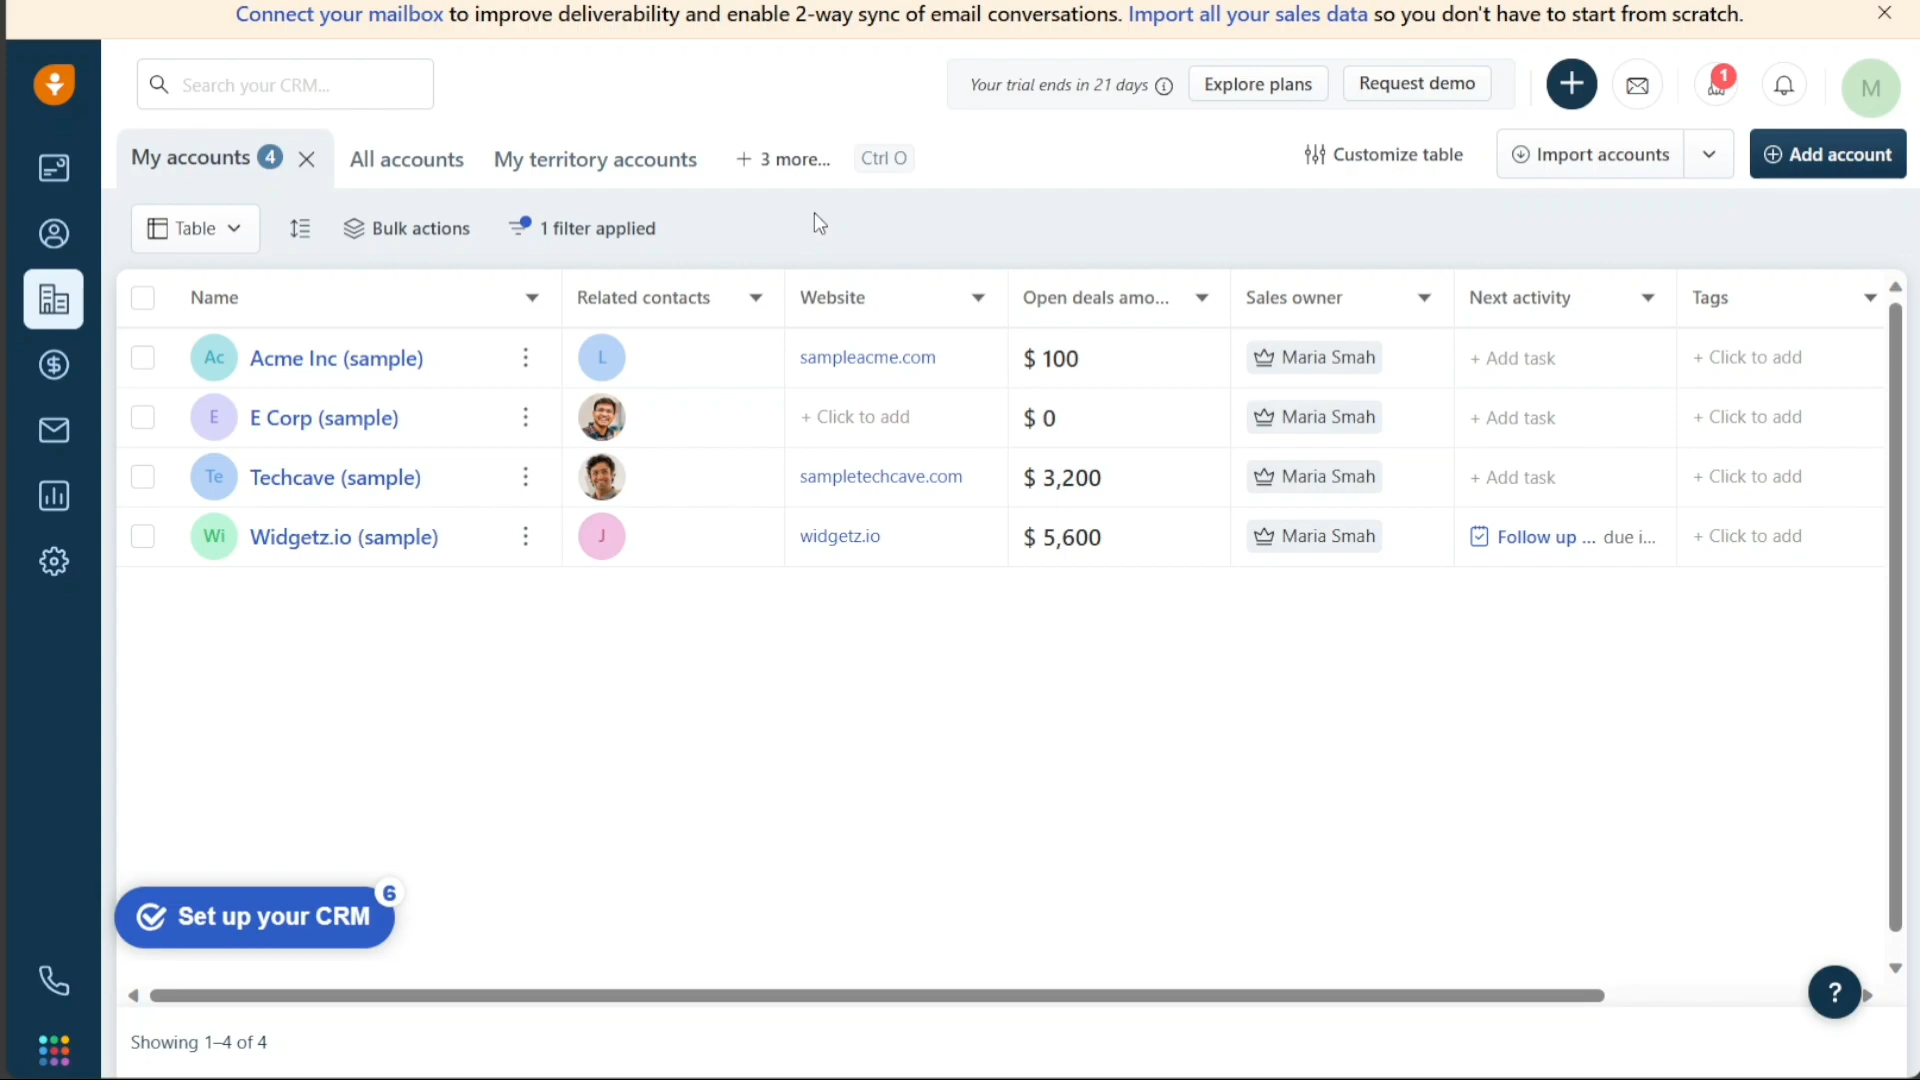 Connect your mailbox to improve deliverability and enable 2-way sync of email conversations. Import all your sales data so you don't have to start from scratch.
Search your CRM...
Your trial ends in 21 days
Explore plans
Request demo
1
M
My accounts 4
All accounts
My territory accounts
+ 3 more...
Ctrl O
Customize table
Import accounts
Add account
Table
Bulk actions
1 filter applied
Name Related contacts Website Open deals amo... Sales owner Next activity Tags
Ac Acme Inc (sample) L sampleacme.com $ 100 Maria Smah + Add task + Click to add
E E Corp (sample) + Click to add $ 0 Maria Smah + Add task + Click to add
Te Techcave (sample) sampletechcave.com $ 3,200 Maria Smah + Add task + Click to add
Wi Widgetz.io (sample) J widgetz.io $ 5,600 Maria Smah Follow up ... due i... + Click to add
6
Set up your CRM
?
Showing 1–4 of 4